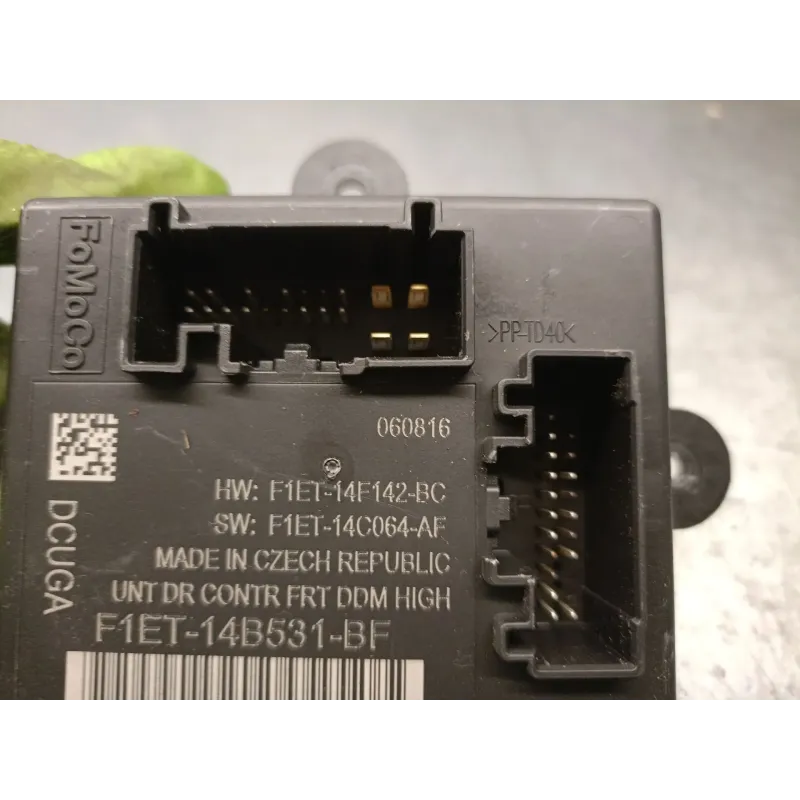 FoMoCo
>PP-TD40<
060816
HW: F1ET-14F142-BC
SW: F1ET-14C064-AF
MADE IN CZECH REPUBLIC
UNT DR CONTR FRT DDM HIGH
F1ET-14B531-BF
DCUGA